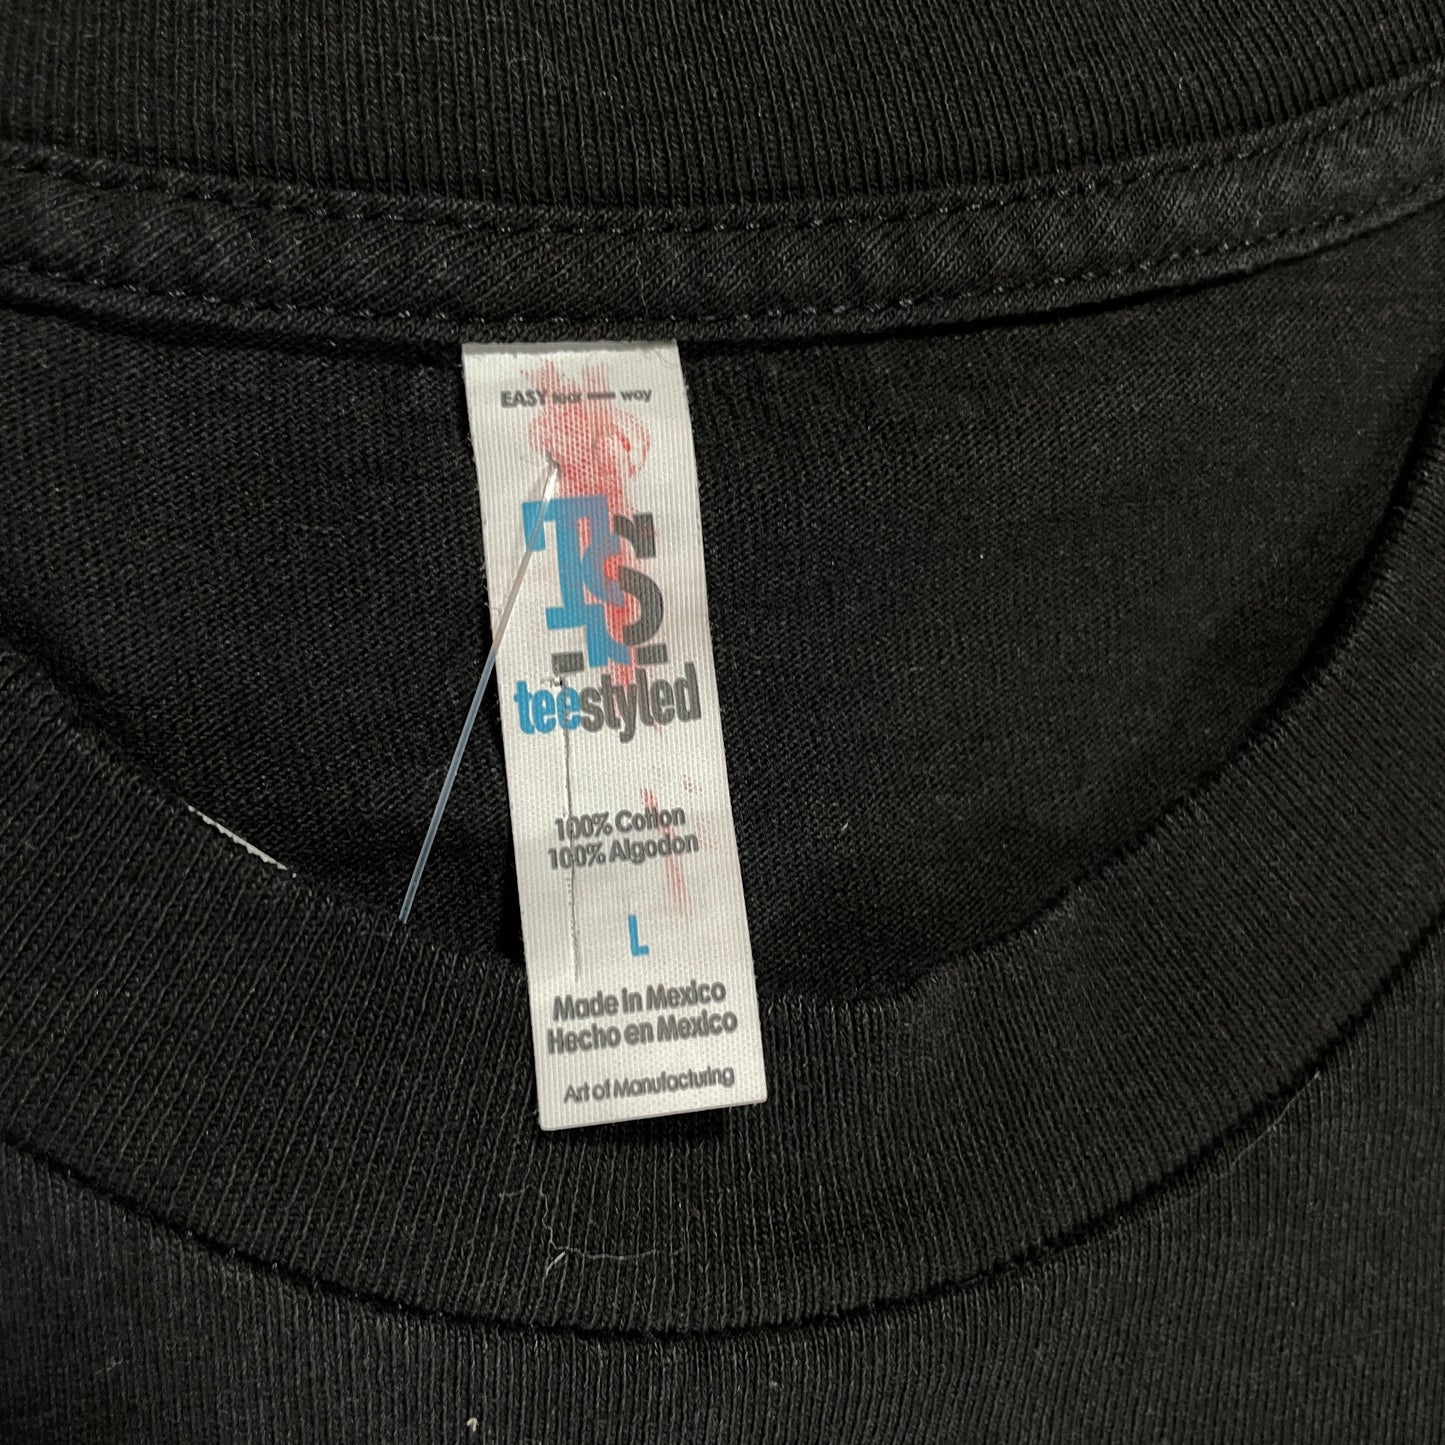 EASY tear way
TS
teestyled
100% Cotton
100% Algodon
L
Made in Mexico
Hecho en Mexico
Art of Manufacturing